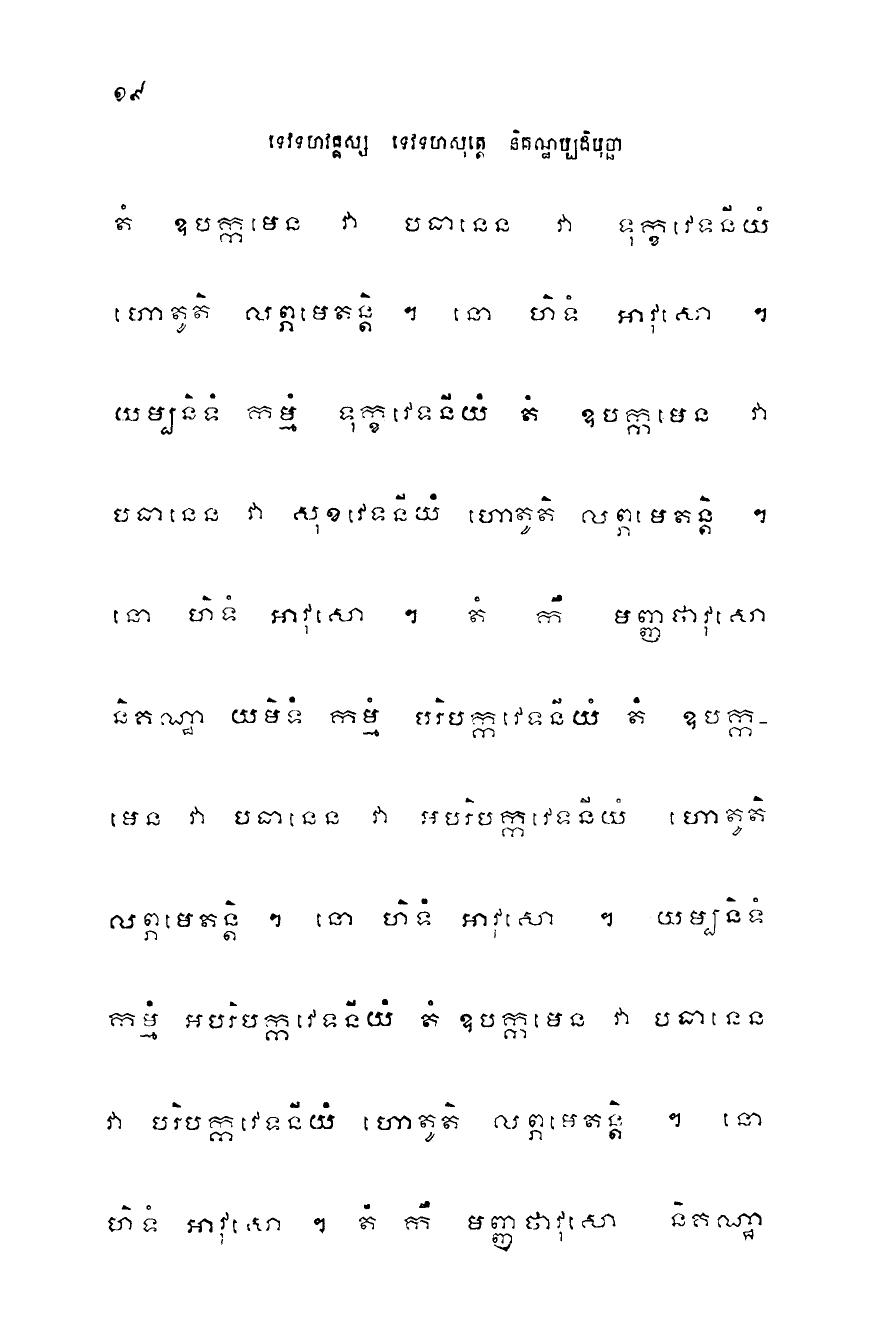 ១៩
ទេវទហវគ្គស្ស ទេវទហសុត្តេ និគណ្ឋប្បដិបុច្ឆា
តំ ឧបក្កមេន វា បធានេន វា ទុក្ខវេទនីយំ
ហោតូតិ លព្ភមេតន្តិ ។ នោ ហិទំ អាវុសោ ។
យម្បនិទំ កម្មំ ទុក្ខវេទនីយំ តំ ឧបក្កមេន វា
បធានេន វា សុខវេទនីយំ ហោតូតិ លព្ភមេតន្តិ ។
នោ ហិទំ អាវុសោ ។ តំ កឹ មញ្ញថាវុសោ
និគណ្ឋា យមិទំ កម្មំ បរិបក្កវេទនីយំ តំ ឧបក្ក-
មេន វា បធានេន វា អបរិបក្កវេទនីយំ ហោតូតិ
លព្ភមេតន្តិ ។ នោ ហិទំ អាវុសោ ។ យម្បនិទំ
កម្មំ អបរិបក្កវេទនីយំ តំ ឧបក្កមេន វា បធានេន
វា បរិបក្កវេទនីយំ ហោតូតិ លព្ភមេតន្តិ ។ នោ
ហិទំ អាវុសោ ។ តំ កឹ មញ្ញថាវុសោ និគណ្ឋា